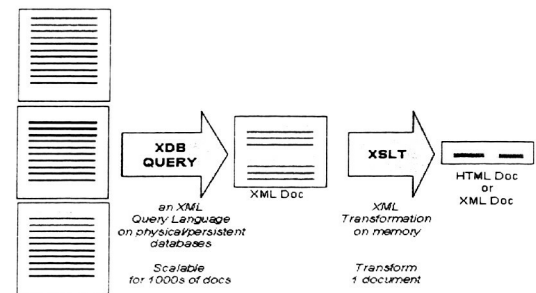 XDB
QUERY
XML Doc
an XML
Query Language
on physical/persistent
databases
Scalable
for 1000s of docs
XSLT
XML
Transformation
on memory
Transform
1 document
HTML Doc
or
XML Doc